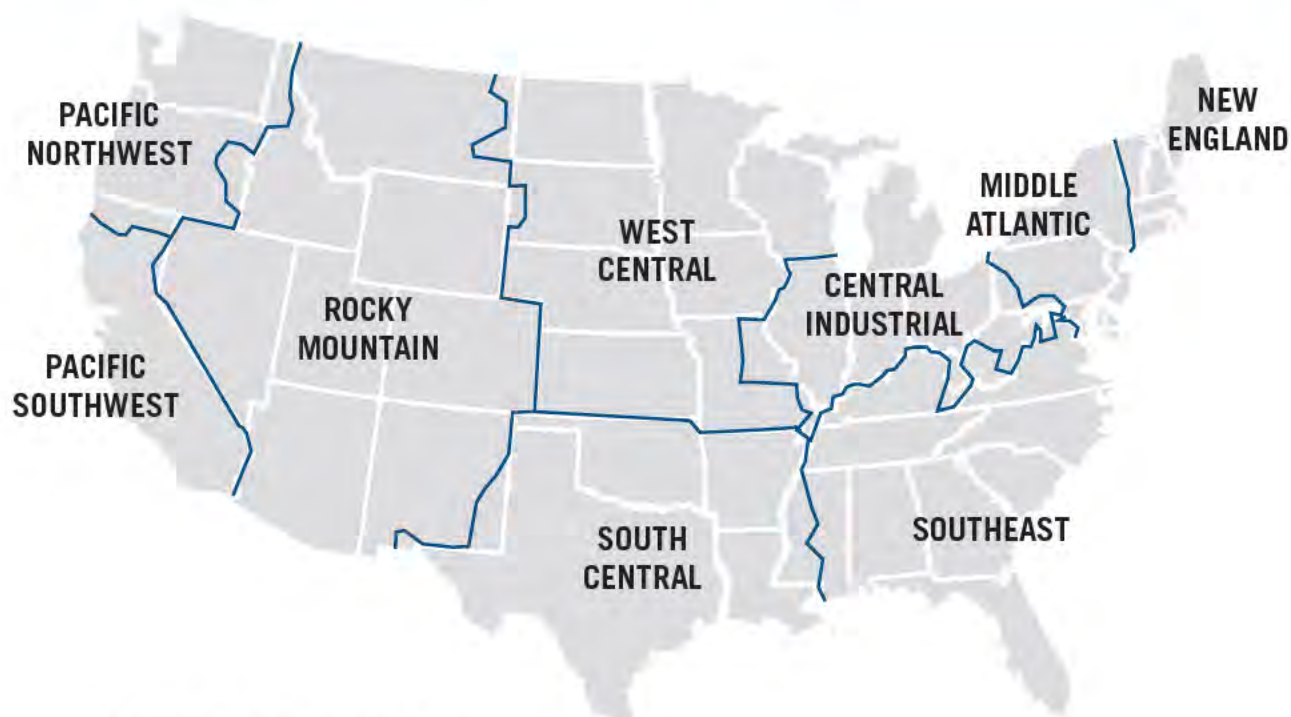 PACIFIC
NORTHWEST
NEW
ENGLAND
MIDDLE
ATLANTIC
WEST
CENTRAL
CENTRAL
INDUSTRIAL
ROCKY
MOUNTAIN
PACIFIC
SOUTHWEST
SOUTH
CENTRAL
SOUTHEAST